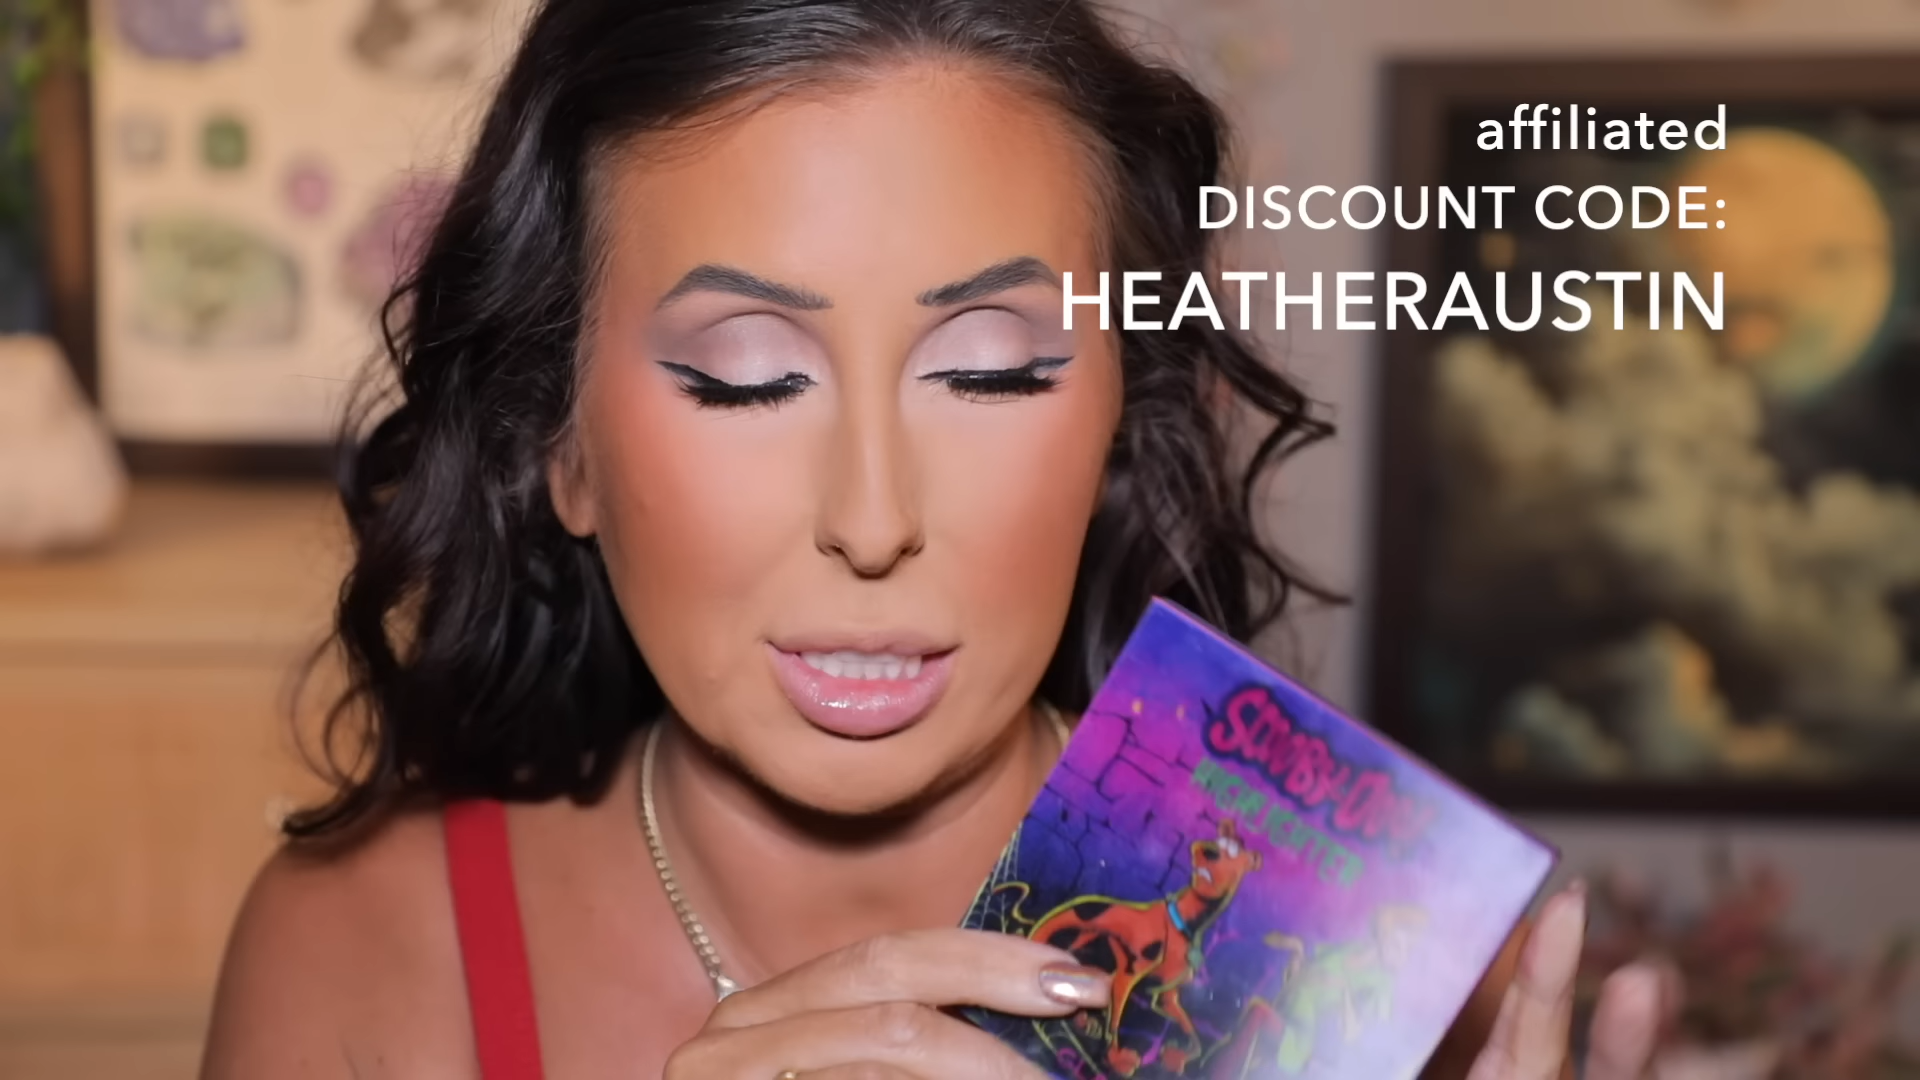 affiliated
DISCOUNT CODE:
HEATHERAUSTIN
SCOOBY-DOO!
HIGHLIGHTER